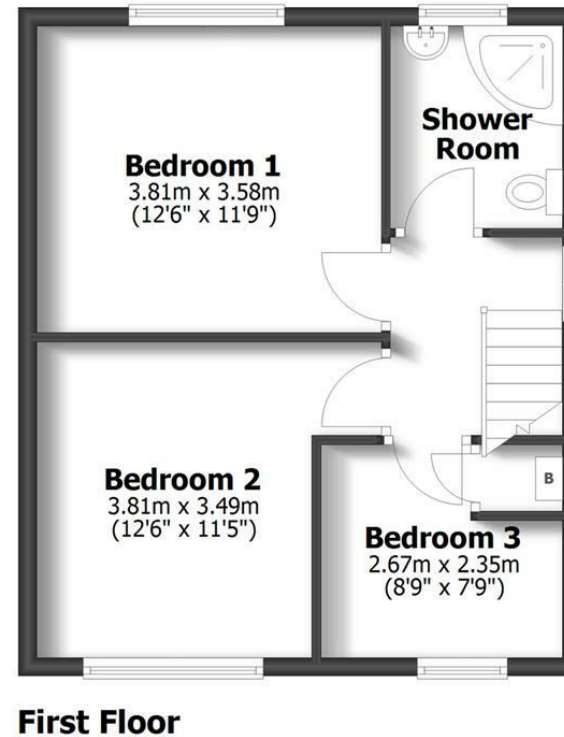 Shower
Room
Bedroom 1
3.81m x 3.58m
(12'6" x 11'9")
Bedroom 2
3.81m x 3.49m
(12'6" x 11'5")
B
Bedroom 3
2.67m x 2.35m
(8'9" x 7'9")
First Floor